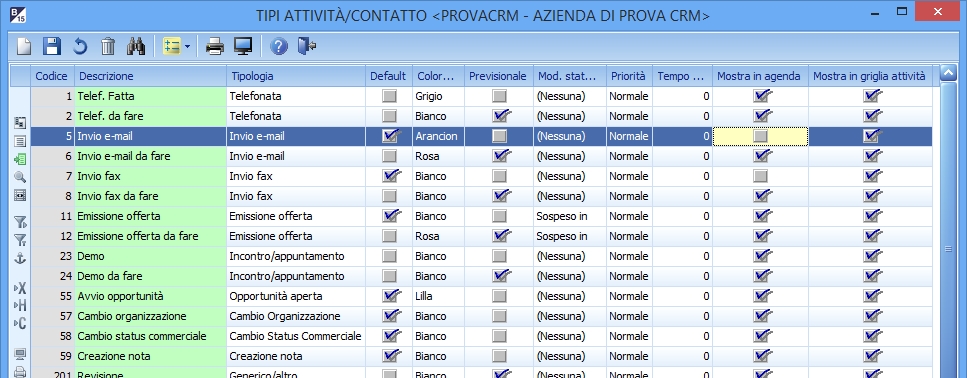 B
15
TIPI ATTIVITÀ/CONTATTO <PROVACRM - AZIENDA DI PROVA CRM>
Codice Descrizione Tipologia Default Color... Previsionale Mod. stat... Priorità Tempo ... Mostra in agenda Mostra in griglia attività
1 Telef. Fatta Telefonata Grigio (Nessuna) Normale 0
2 Telef. da fare Telefonata Bianco (Nessuna) Normale 0
5 Invio e-mail Invio e-mail Arancion (Nessuna) Normale 0
6 Invio e-mail da fare Invio e-mail Rosa (Nessuna) Normale 0
7 Invio fax Invio fax Bianco (Nessuna) Normale 0
8 Invio fax da fare Invio fax Bianco (Nessuna) Normale 0
11 Emissione offerta Emissione offerta Bianco Sospeso in Normale 0
12 Emissione offerta da fare Emissione offerta Rosa Sospeso in Normale 0
23 Demo Incontro/appuntamento Bianco (Nessuna) Normale 0
24 Demo da fare Incontro/appuntamento Bianco (Nessuna) Normale 0
55 Avvio opportunità Opportunità aperta Lilla (Nessuna) Normale 0
57 Cambio organizzazione Cambio Organizzazione Bianco (Nessuna) Normale 0
58 Cambio status commerciale Cambio Status Commerciale Bianco (Nessuna) Normale 0
59 Creazione nota Creazione nota Bianco (Nessuna) Normale 0
201 Revisione Generico/altro Bianco (Nessuna) Normale 0
X
H
C